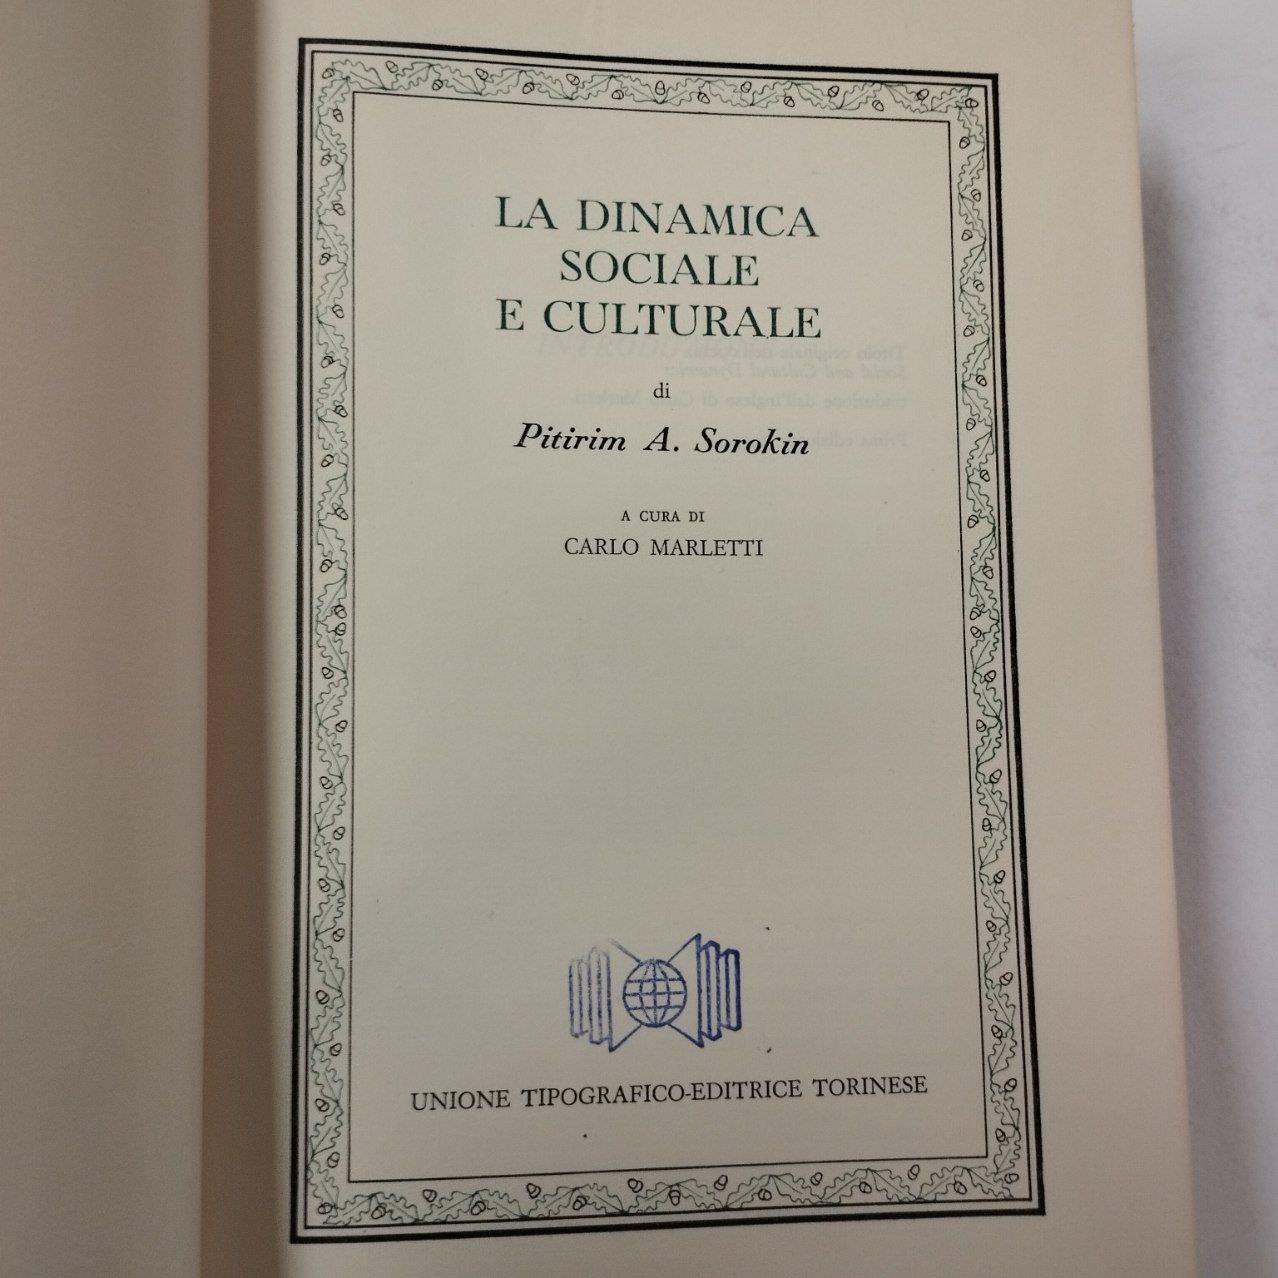 LA DINAMICA
SOCIALE
E CULTURALE
di
Pitirim A. Sorokin
A CURA DI
CARLO MARLETTI
UNIONE TIPOGRAFICO-EDITRICE TORINESE